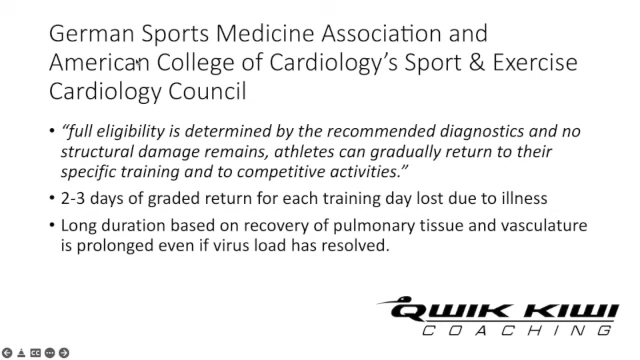 German Sports Medicine Association and
American College of Cardiology's Sport & Exercise
Cardiology Council
• "full eligibility is determined by the recommended diagnostics and no
structural damage remains, athletes can gradually return to their
specific training and to competitive activities."
• 2-3 days of graded return for each training day lost due to illness
• Long duration based on recovery of pulmonary tissue and vasculature
is prolonged even if virus load has resolved.
QWIK KIWI
COACHING
CC